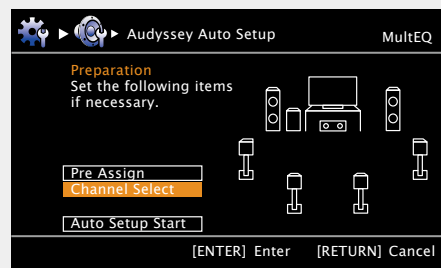 Audyssey Auto Setup
MultEQ
Preparation
Set the following items
if necessary.
Pre Assign
Channel Select
Auto Setup Start
[ENTER] Enter [RETURN] Cancel